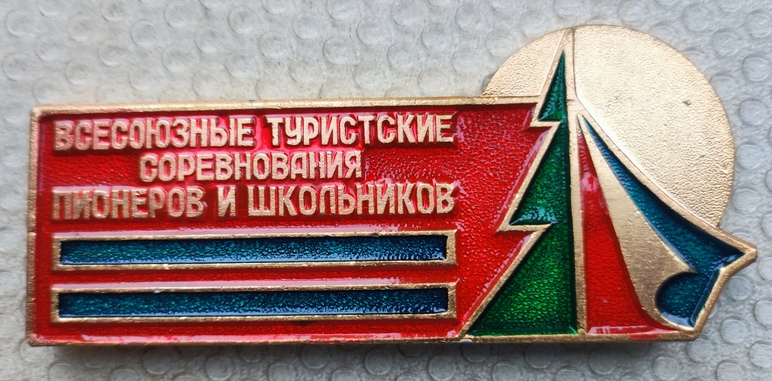 ВСЕСОЮЗНЫЕ ТУРИСТСКИЕ
СОРЕВНОВАНИЯ
ПИОНЕРОВ И ШКОЛЬНИКОВ